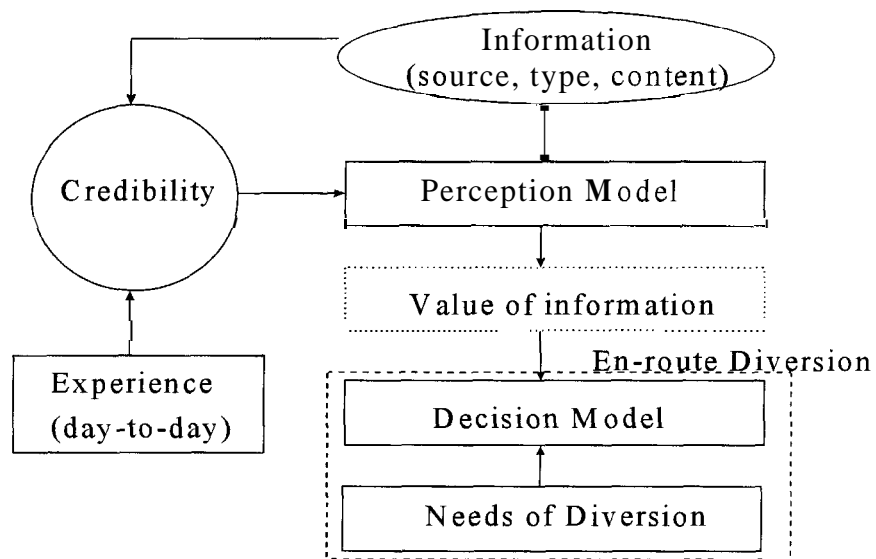 Information
(source, type, content)
Credibility
Perception Model
Value of information
En-route Diversion
Experience
(day-to-day)
Decision Model
Needs of Diversion